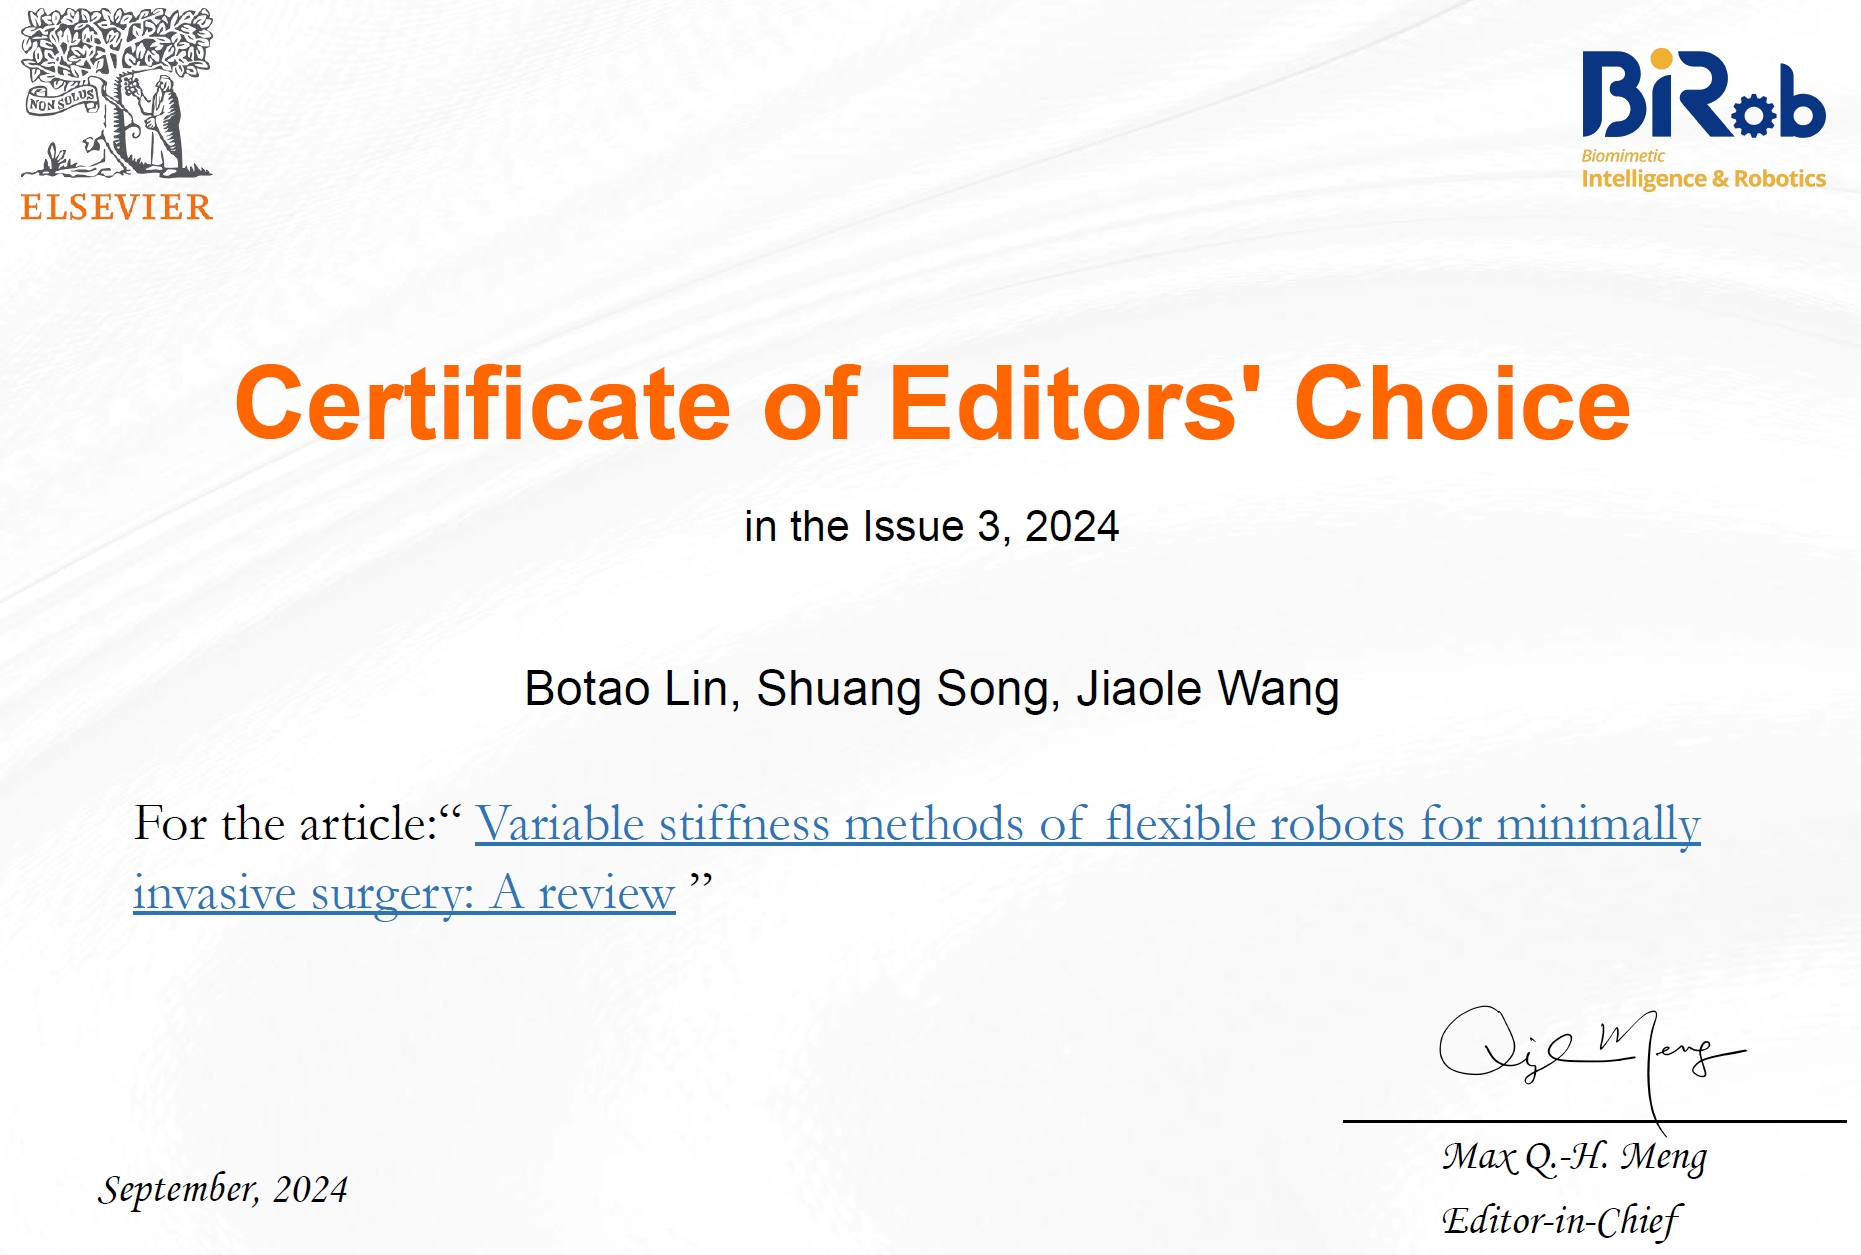 NON SOLUS
ELSEVIER
BiRob
Biomimetic
Intelligence & Robotics
Certificate of Editors' Choice
in the Issue 3, 2024
Botao Lin, Shuang Song, Jiaole Wang
For the article:“ Variable stiffness methods of flexible robots for minimally
invasive surgery: A review ”
Meng
Max Q.-H. Meng
Editor-in-Chief
September, 2024